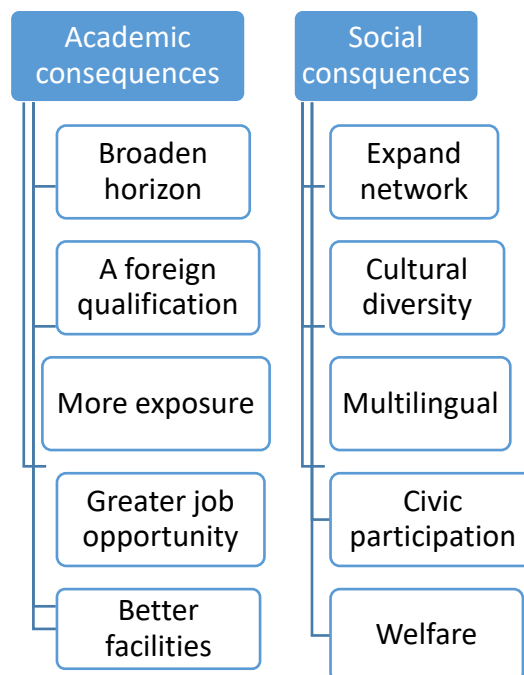 Academic
consequences
Broaden
horizon
A foreign
qualification
More exposure
Greater job
opportunity
Better
facilities
Social
consquences
Expand
network
Cultural
diversity
Multilingual
Civic
participation
Welfare